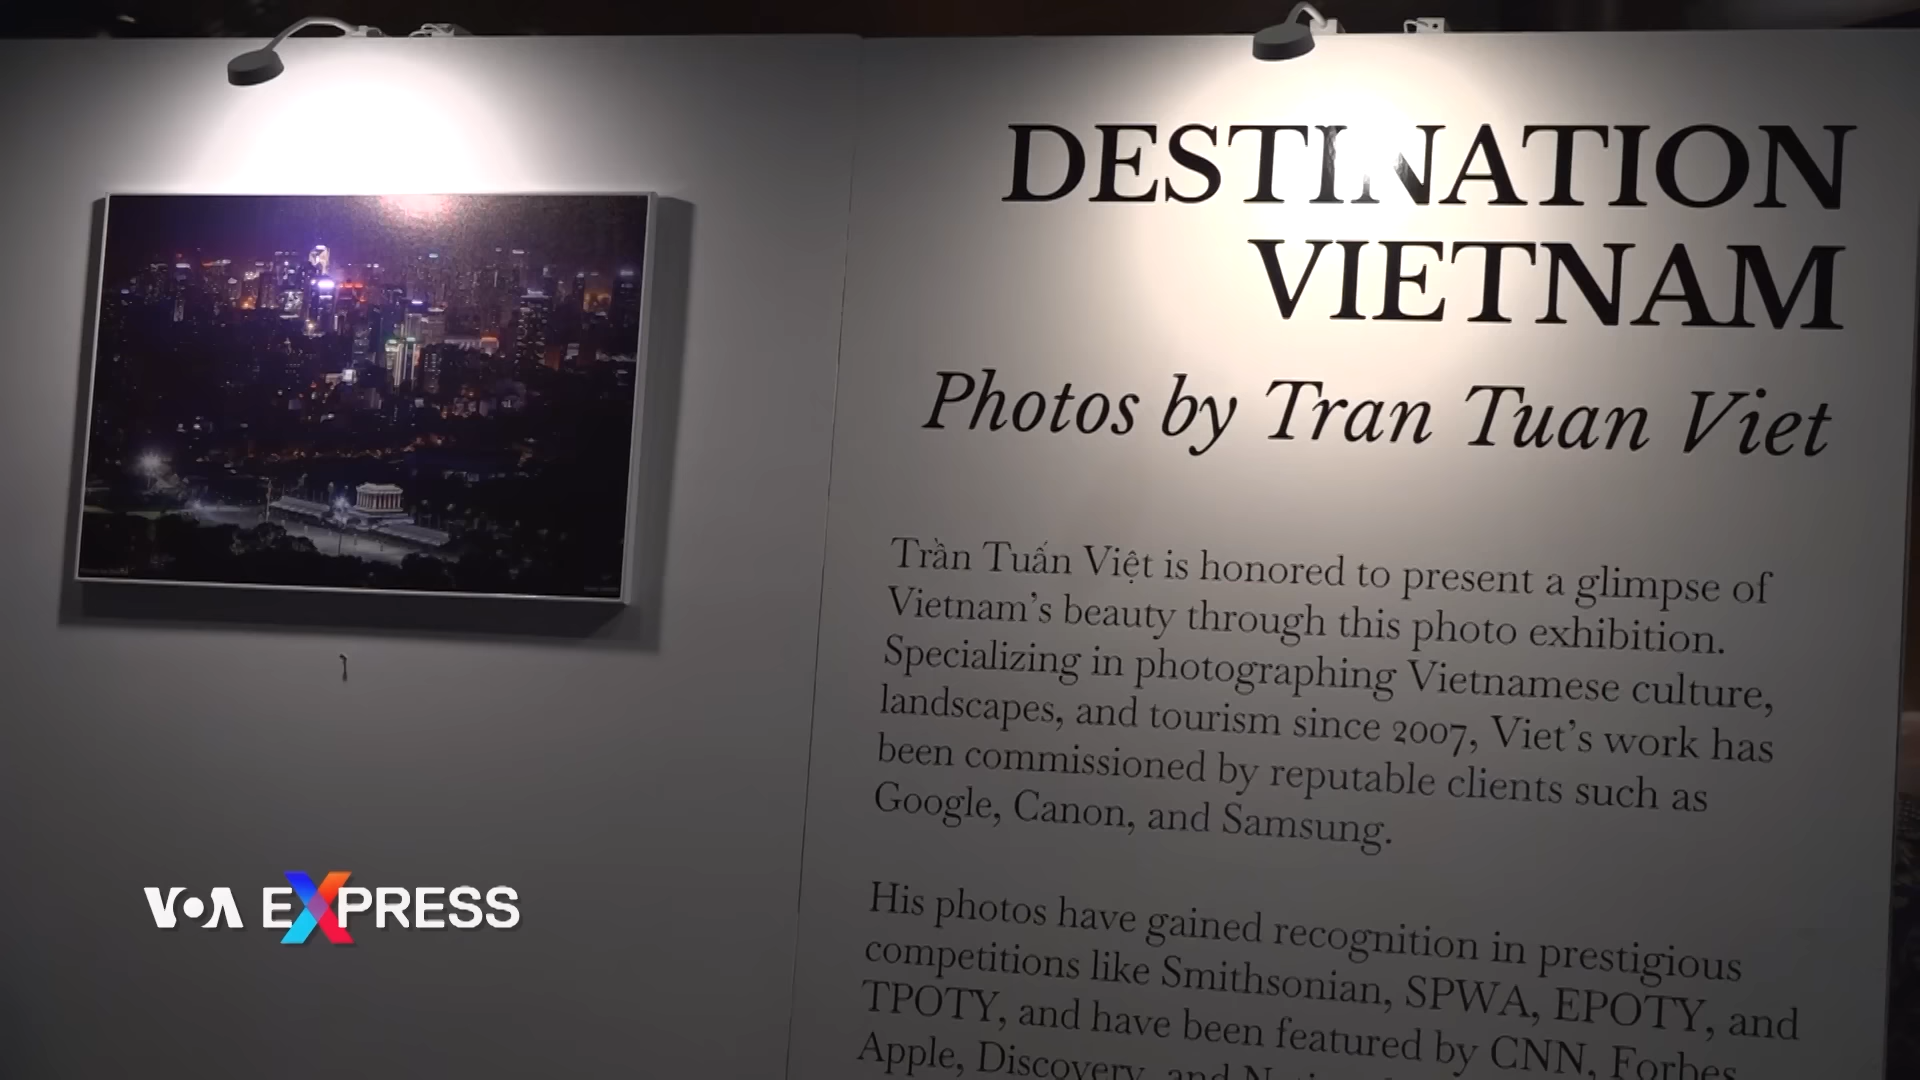 DESTINATION
VIETNAM
Photos by Tran Tuan Viet
Trần Tuấn Việt is honored to present a glimpse of
Vietnam's beauty through this photo exhibition.
Specializing in photographing Vietnamese culture,
landscapes, and tourism since 2007, Viet's work has
been commissioned by reputable clients such as
Google, Canon, and Samsung.
His photos have gained recognition in prestigious
competitions like Smithsonian, SPWA, EPOTY, and
TPOTY, and have been featured by CNN, Forbes,
Apple, Discovery, and
VOA EXPRESS